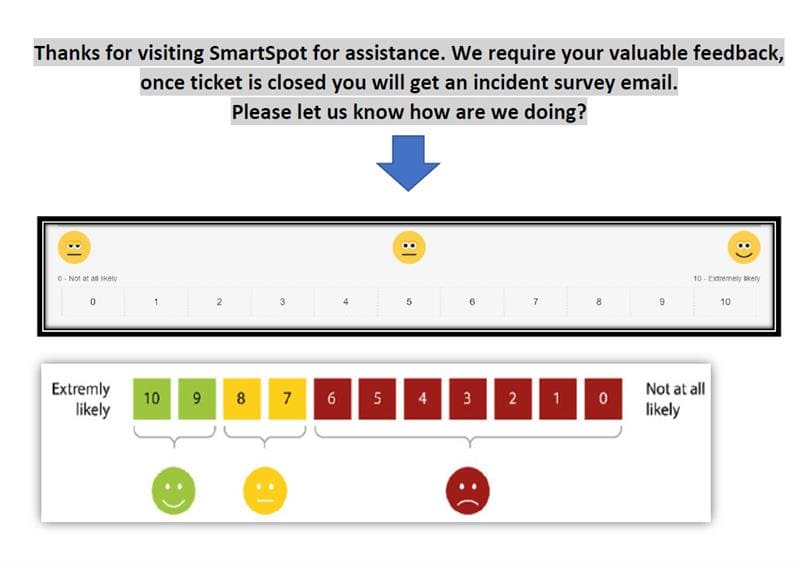 Thanks for visiting SmartSpot for assistance. We require your valuable feedback,
once ticket is closed you will get an incident survey email.
Please let us know how are we doing?
0 - Not at all likely 10 - Extremely likely
0 1 2 3 4 5 6 7 8 9 10
Extremly
likely
10 9 8 7 6 5 4 3 2 1 0
Not at all
likely